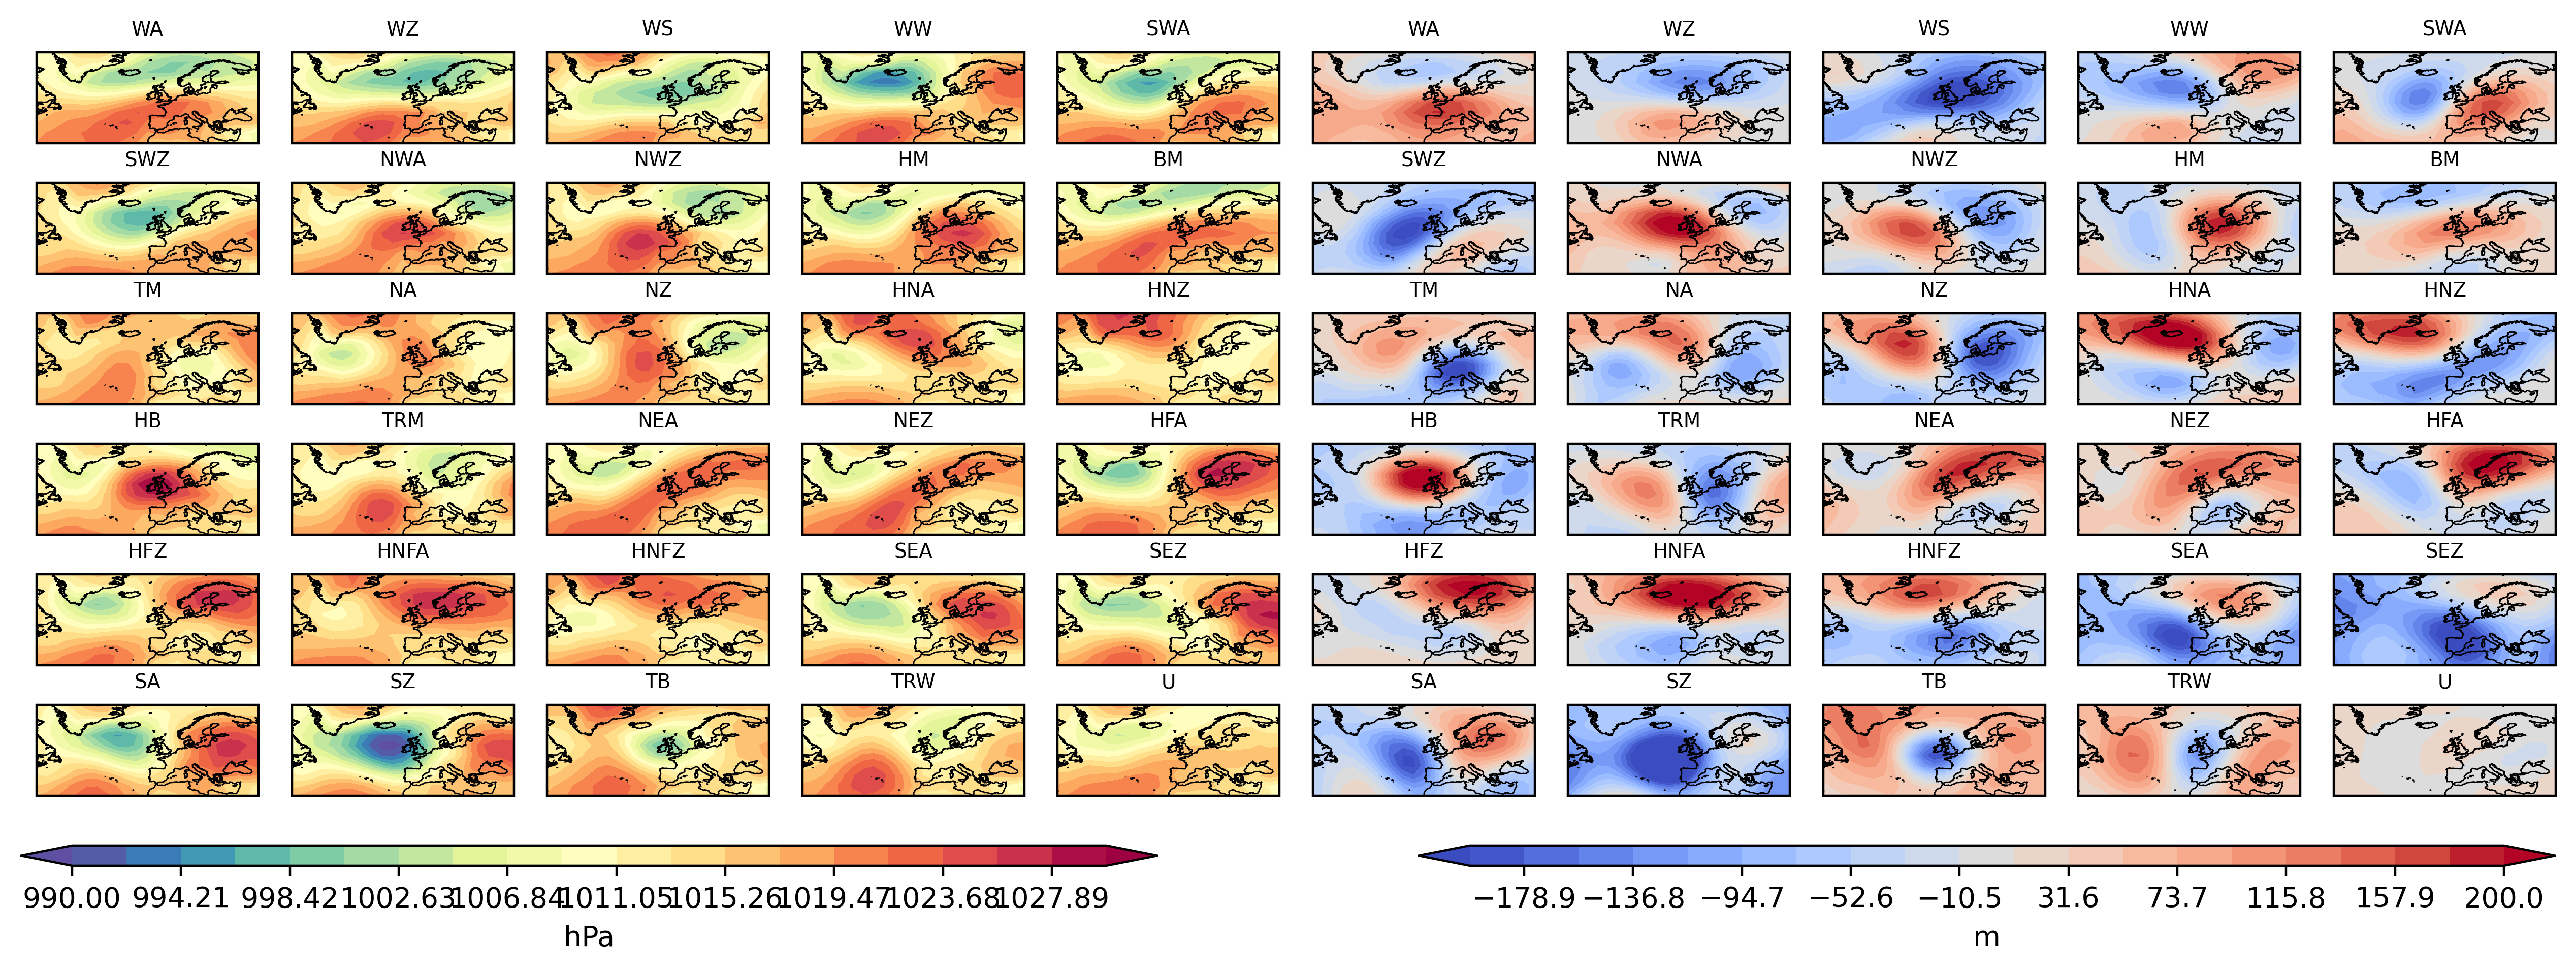 WA WZ WS WW SWA WA WZ WS WW SWA
SWZ NWA NWZ HM BM SWZ NWA NWZ HM BM
TM NA NZ HNA HNZ TM NA NZ HNA HNZ
HB TRM NEA NEZ HFA HB TRM NEA NEZ HFA
HFZ HNFA HNFZ SEA SEZ HFZ HNFA HNFZ SEA SEZ
SA SZ TB TRW U SA SZ TB TRW U
990.00 994.21 998.42 1002.63 1006.84 1011.05 1015.26 1019.47 1023.68 1027.89 −178.9 −136.8 −94.7 −52.6 −10.5 31.6 73.7 115.8 157.9 200.0
hPa m